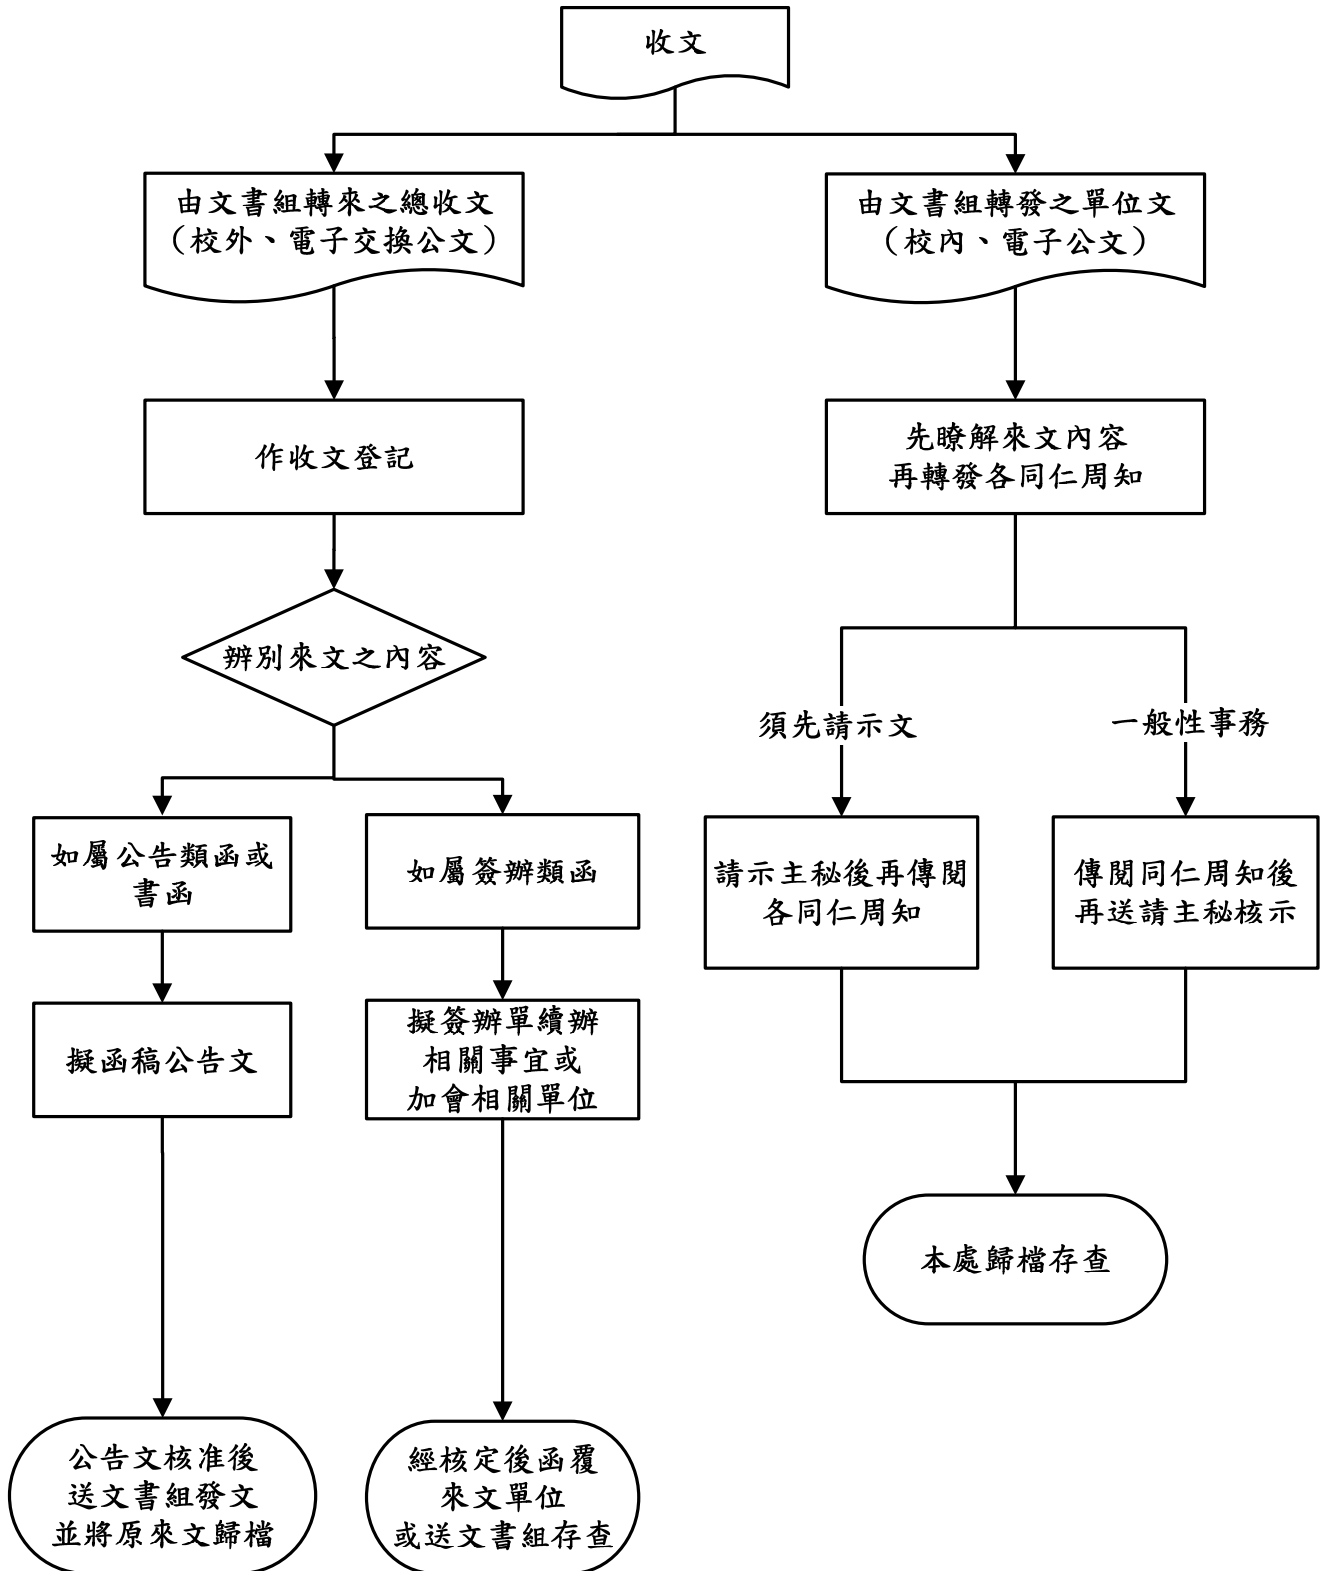 收文
由文書組轉來之總收文
（校外、電子交換公文）
由文書組轉發之單位文
（校內、電子公文）
作收文登記
先瞭解來文內容
再轉發各同仁周知
辨別來文之內容
須先請示文
一般性事務
如屬公告類函或
書函
如屬簽辦類函
請示主秘後再傳閱
各同仁周知
傳閱同仁周知後
再送請主秘核示
擬函稿公告文
擬簽辦單續辦
相關事宜或
加會相關單位
本處歸檔存查
公告文核准後
送文書組發文
並將原來文歸檔
經核定後函覆
來文單位
或送文書組存查